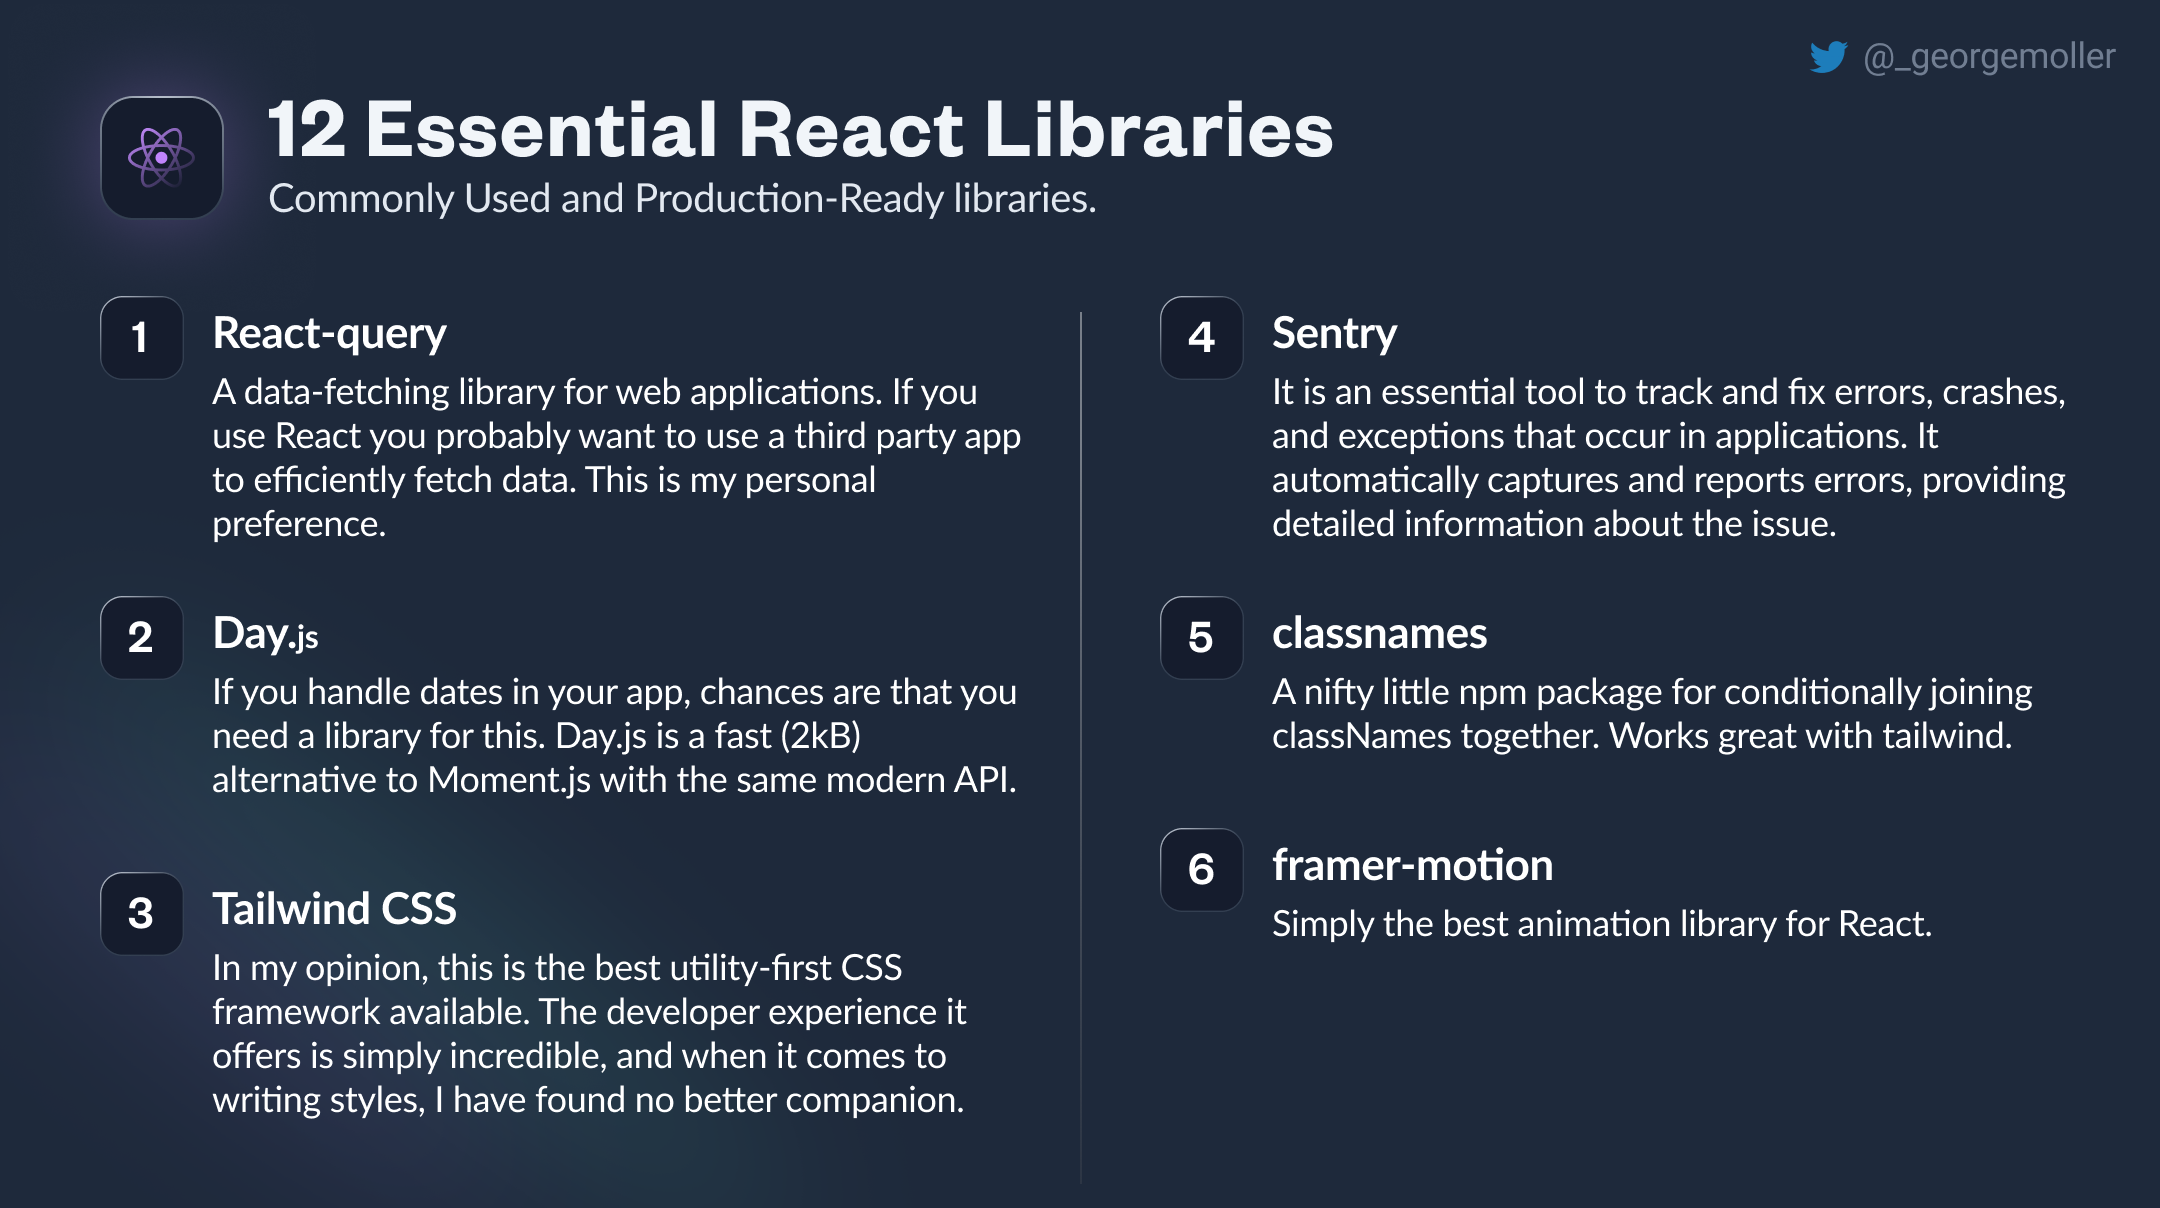 @_georgemoller
12 Essential React Libraries
Commonly Used and Production-Ready libraries.
1
React-query
A data-fetching library for web applications. If you
use React you probably want to use a third party app
to efficiently fetch data. This is my personal
preference.
2
Day.js
If you handle dates in your app, chances are that you
need a library for this. Day.js is a fast (2kB)
alternative to Moment.js with the same modern API.
3
Tailwind CSS
In my opinion, this is the best utility-first CSS
framework available. The developer experience it
offers is simply incredible, and when it comes to
writing styles, I have found no better companion.
4
Sentry
It is an essential tool to track and fix errors, crashes,
and exceptions that occur in applications. It
automatically captures and reports errors, providing
detailed information about the issue.
5
classnames
A nifty little npm package for conditionally joining
classNames together. Works great with tailwind.
6
framer-motion
Simply the best animation library for React.